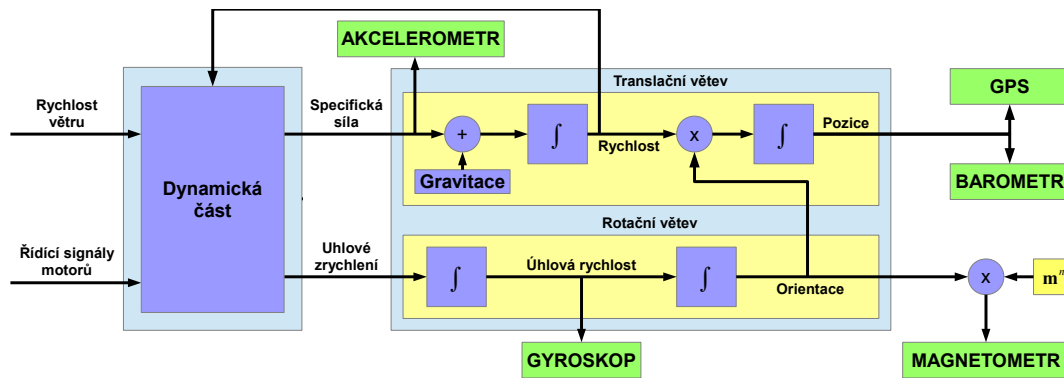 AKCELEROMETR
Translační větev
GPS
Rychlost
větru
Specifická
síla
+
∫
Rychlost
x
∫
Pozice
Gravitace
BAROMETR
Dynamická
část
Rotační větev
Řídící signály
motorů
Uhlové
zrychlení
∫
Úhlová rychlost
∫
Orientace
x
m^n
GYROSKOP
MAGNETOMETR